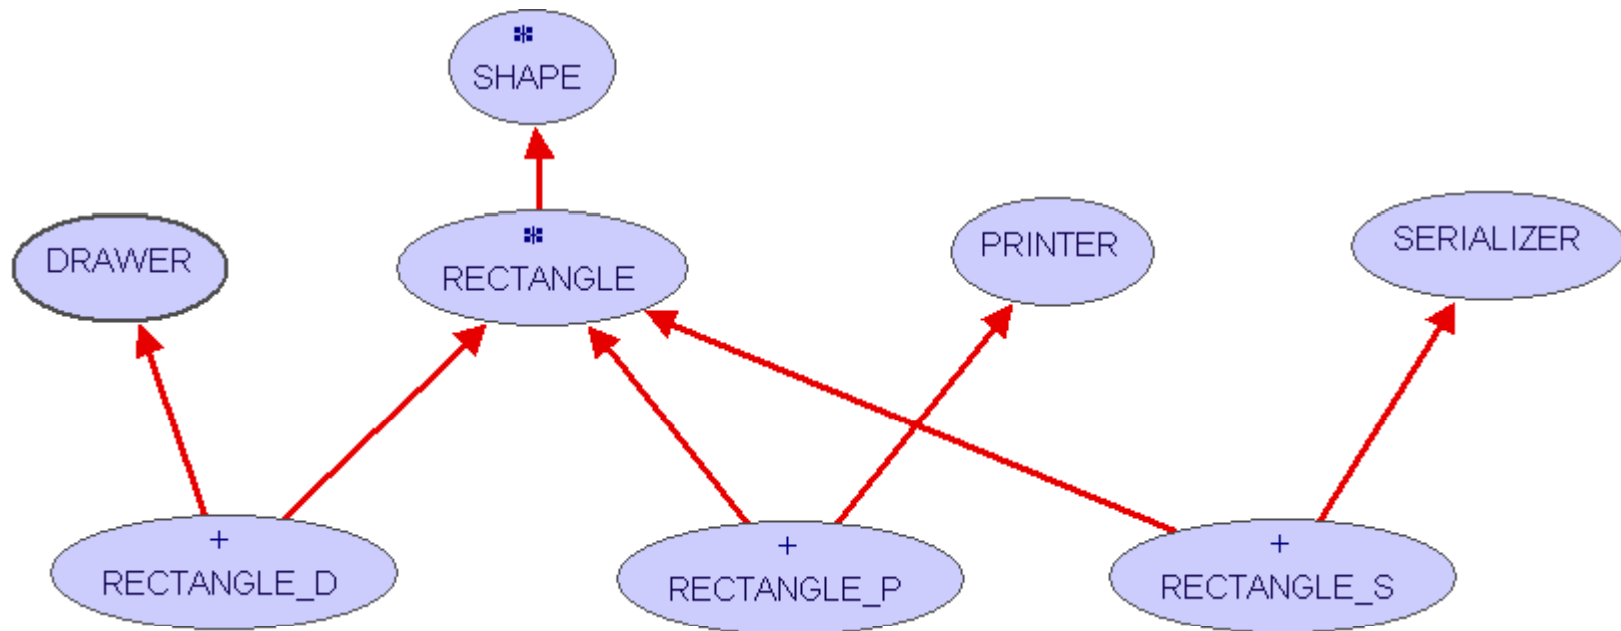 *
SHAPE
DRAWER
*
RECTANGLE
PRINTER
SERIALIZER
+
RECTANGLE_D
+
RECTANGLE_P
+
RECTANGLE_S